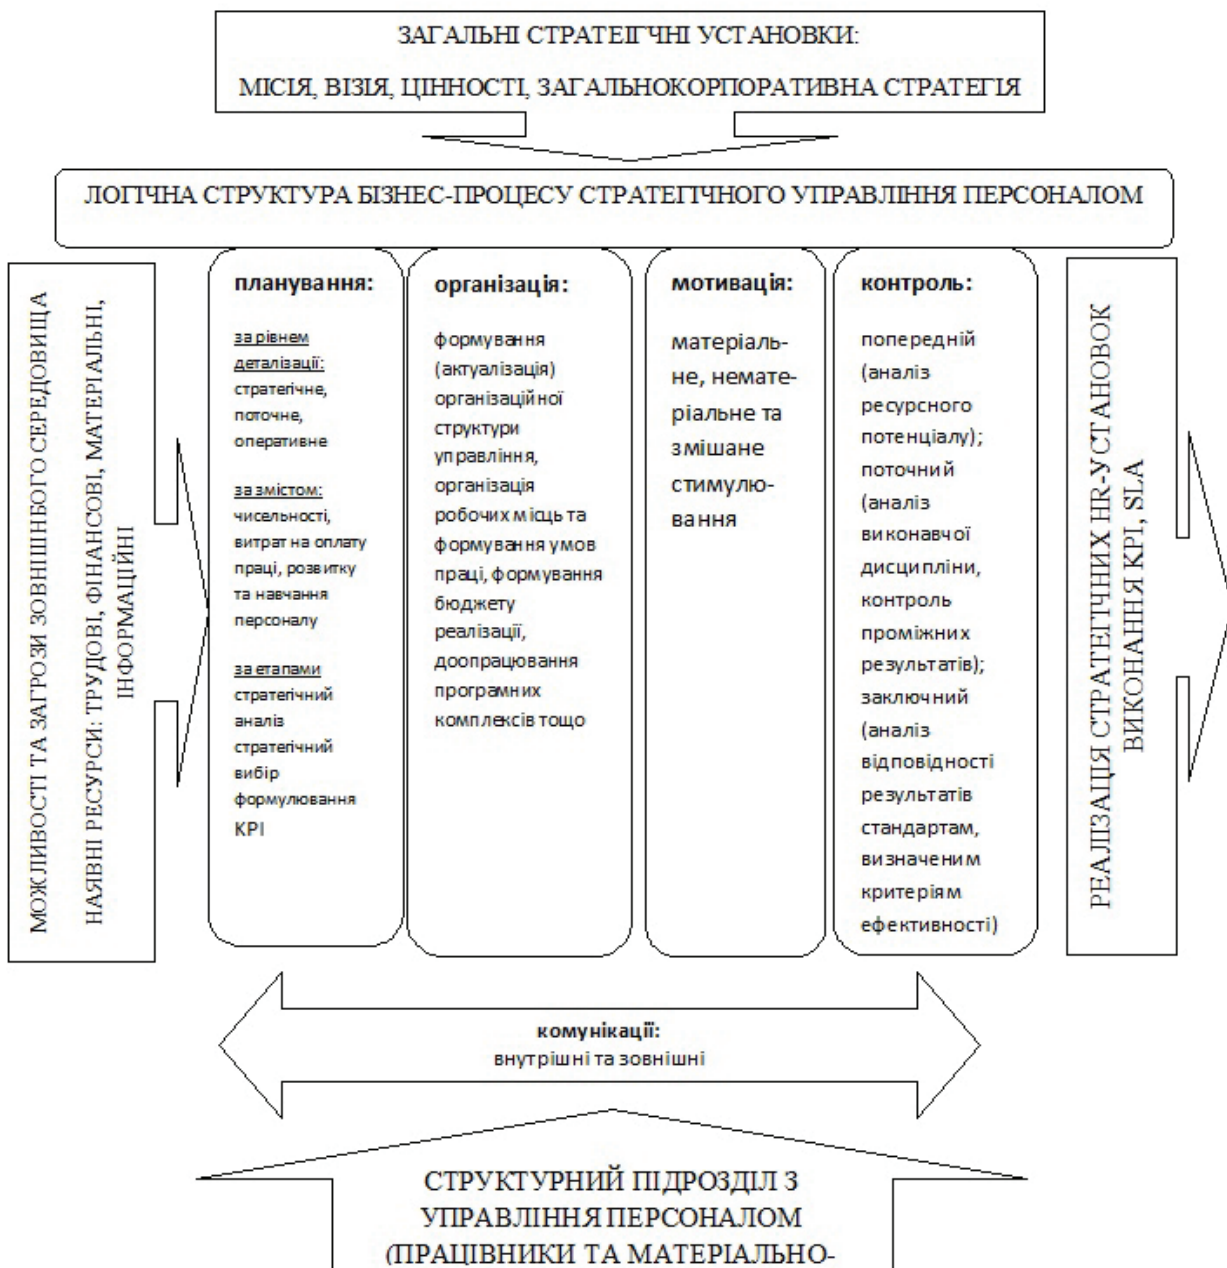 ЗАГАЛЬНІ СТРАТЕІГЧНІ УСТАНОВКИ:
МІСІЯ, ВІЗІЯ, ЦІННОСТІ, ЗАГАЛЬНОКОРПОРАТИВНА СТРАТЕГІЯ
ЛОГІЧНА СТРУКТУРА БІЗНЕС-ПРОЦЕСУ СТРАТЕГІЧНОГО УПРАВЛІННЯ ПЕРСОНАЛОМ
МОЖЛИВОСТІ ТА ЗАГРОЗИ ЗОВНІШНЬОГО СЕРЕДОВИЩА
НАЯВНІ РЕСУРСИ: ТРУДОВІ, ФІНАНСОВІ, МАТЕРІАЛЬНІ,
ІНФОРМАЦІЙНІ
планування:
за рівнем
деталізації:
стратегічне,
поточне,
оперативне
за змістом:
чисельності,
витрат на оплату
праці, розвитку
та навчання
персоналу
за етапами
стратегічний
аналіз
стратегічний
вибір
формулювання
KPI
організація:
формування
(актуалізація)
організаційної
структури
управління,
організація
робочих місць та
формування умов
праці, формування
бюджету
реалізації,
доопрацювання
програмних
комплексів тощо
мотивація:
матеріаль-
не, немате-
ріальне та
змішане
стимулю-
вання
контроль:
попередній
(аналіз
ресурсного
потенціалу);
поточний
(аналіз
виконавчої
дисципліни,
контроль
проміжних
результатів);
заключний
(аналіз
відповідності
результатів
стандартам,
визначеним
критеріям
ефективності)
РЕАЛІЗАЦІЯ СТРАТЕГІЧНИХ HR-УСТАНОВОК
ВИКОНАННЯ KPI, SLA
комунікації:
внутрішні та зовнішні
СТРУКТУРНИЙ ПІДРОЗДІЛ З
УПРАВЛІННЯ ПЕРСОНАЛОМ
(ПРАЦІВНИКИ ТА МАТЕРІАЛЬНО-